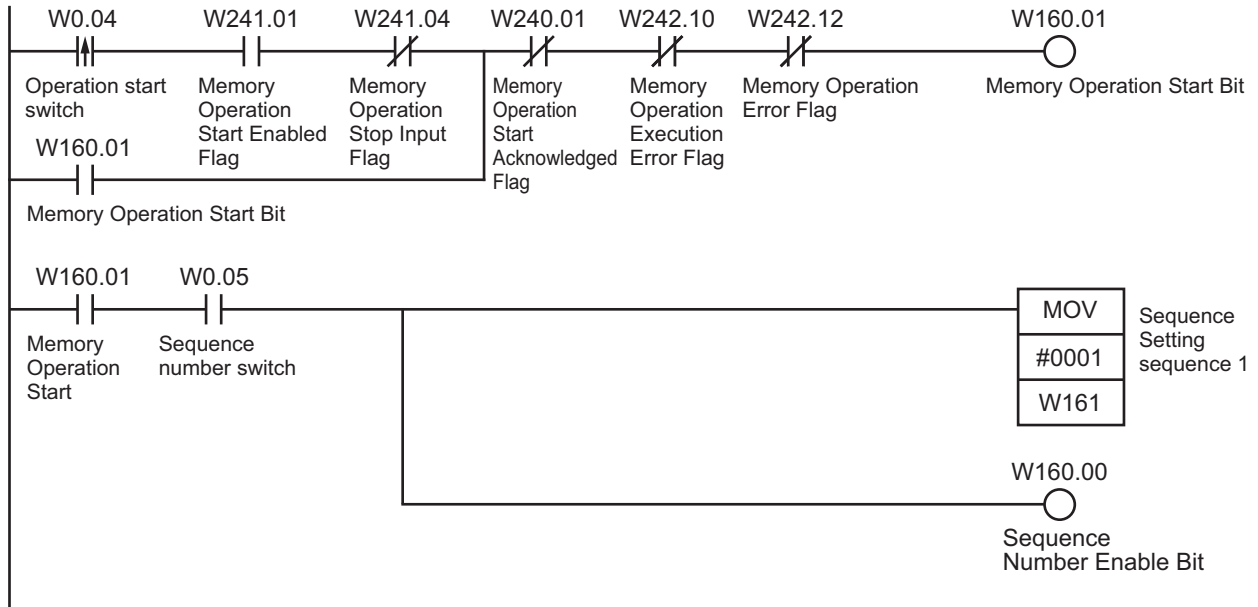 W0.04 W241.01 W241.04 W240.01 W242.10 W242.12 W160.01
Operation start switch
Memory Operation Start Enabled Flag
Memory Operation Stop Input Flag
Memory Operation Start Acknowledged Flag
Memory Operation Execution Error Flag
Memory Operation Error Flag
Memory Operation Start Bit
W160.01
Memory Operation Start Bit
W160.01 W0.05
Memory Operation Start
Sequence number switch
MOV
#0001
W161
Sequence Setting sequence 1
W160.00
Sequence Number Enable Bit